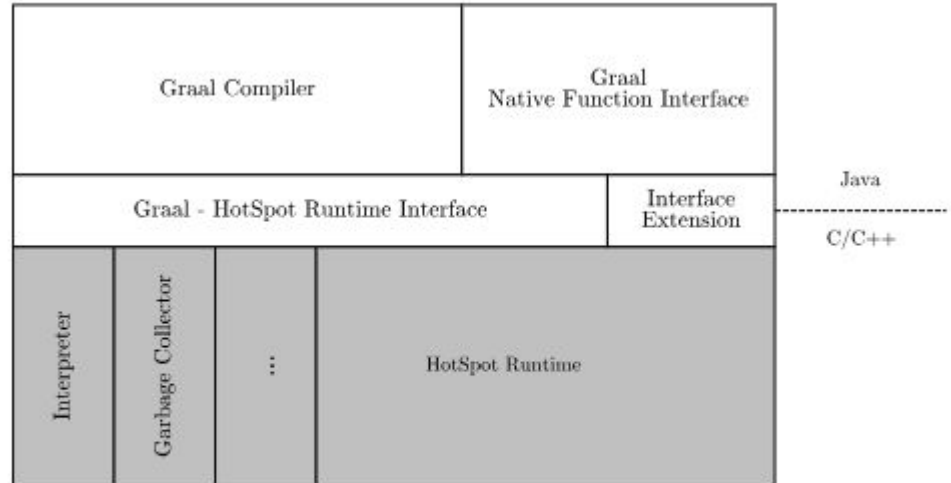 Graal Compiler
Graal
Native Function Interface
Graal - HotSpot Runtime Interface
Interface
Extension
Java
C/C++
Interpreter
Garbage Collector
...
HotSpot Runtime